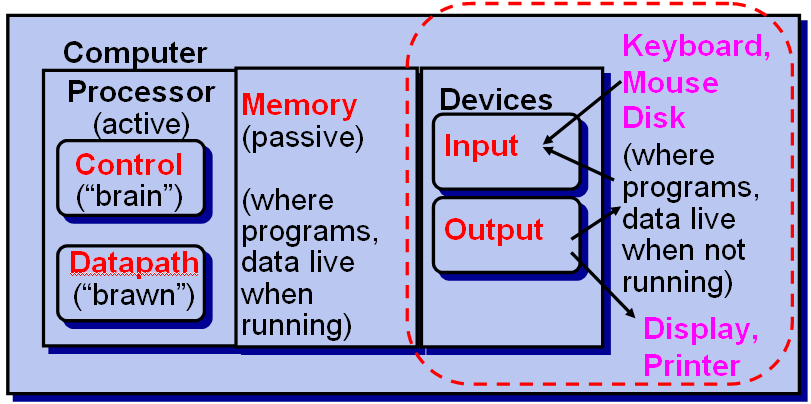 Computer
Processor
(active)
Control
(“brain”)
Datapath
(“brawn”)
Memory
(passive)
(where
programs,
data live
when
running)
Devices
Input
Output
Keyboard,
Mouse
Disk
(where
programs,
data live
when not
running)
Display,
Printer